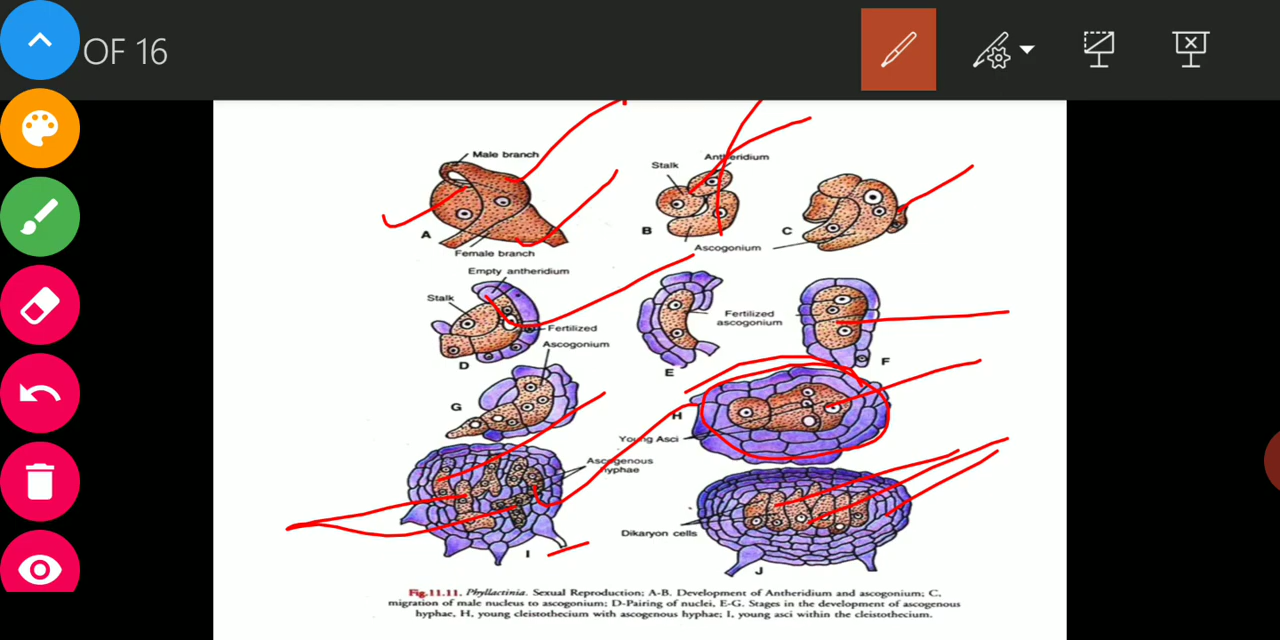 OF 16
Male branch
Antheridium
Stalk
A
B
C
Ascogonium
Female branch
Empty antheridium
Stalk
Fertilized
ascogonium
Fertilized
Ascogonium
D
E
F
G
H
Young Asci
Ascogenous
hyphae
Dikaryon cells
I
J
Fig.11.11. Phyllactinia. Sexual Reproduction; A-B. Development of Antheridium and ascogonium; C,
migration of male nucleus to ascogonium; D-Pairing of nuclei, E-G. Stages in the development of ascogenous
hyphae, H, young cleistothecium with ascogenous hyphae; I, young asci within the cleistothecium.